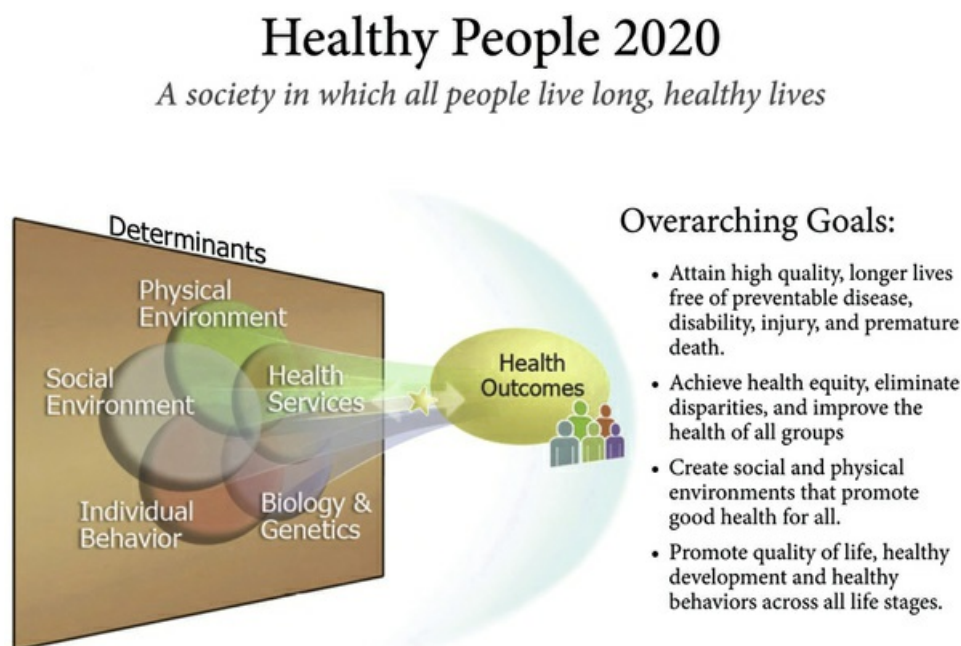 Healthy People 2020
A society in which all people live long, healthy lives
Determinants
Physical
Environment
Social
Environment
Health
Services
Individual
Behavior
Biology &
Genetics
Health
Outcomes
Overarching Goals:
• Attain high quality, longer lives
free of preventable disease,
disability, injury, and premature
death.
• Achieve health equity, eliminate
disparities, and improve the
health of all groups
• Create social and physical
environments that promote
good health for all.
• Promote quality of life, healthy
development and healthy
behaviors across all life stages.